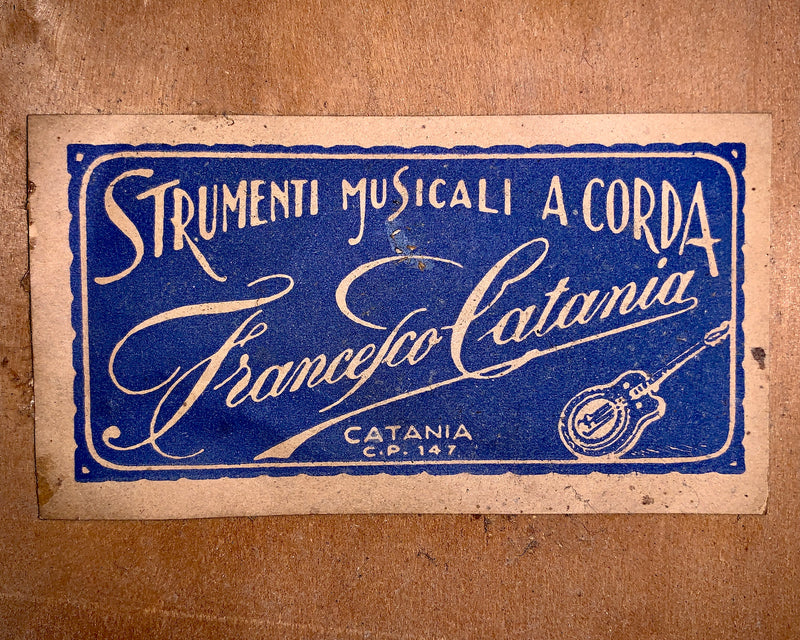 STRUMENTI MUSICALI A CORDA
Francesco Catania
CATANIA
C.P. 147